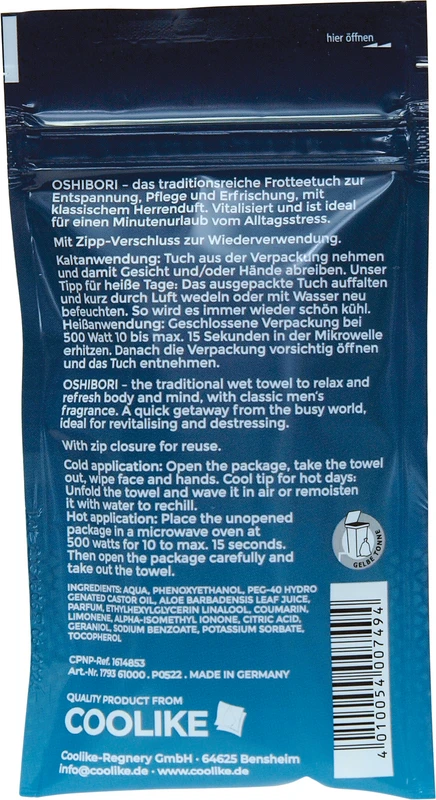 hier öffnen
OSHIBORI – das traditionsreiche Frotteetuch zur
Entspannung, Pflege und Erfrischung, mit
klassischem Herrenduft. Vitalisiert und ist ideal
für einen Minutenurlaub vom Alltagsstress.
Mit Zipp-Verschluss zur Wiederverwendung.
Kaltanwendung: Tuch aus der Verpackung nehmen
und damit Gesicht und/oder Hände abreiben. Unser
Tipp für heiße Tage: Das ausgepackte Tuch auffalten
und kurz durch Luft wedeln oder mit Wasser neu
befeuchten. So wird es immer wieder schön kühl.
Heißanwendung: Geschlossene Verpackung bei
500 Watt 10 bis max. 15 Sekunden in der Mikrowelle
erhitzen. Danach die Verpackung vorsichtig öffnen
und das Tuch entnehmen.
OSHIBORI – the traditional wet towel to relax and
refresh body and mind, with classic men's
fragrance. A quick getaway from the busy world,
ideal for revitalising and destressing.
With zip closure for reuse.
Cold application: Open the package, take the towel
out, wipe face and hands. Cool tip for hot days:
Unfold the towel and wave it in air or remoisten
it with water to rechill.
Hot application: Place the unopened
package in a microwave oven at
500 watts for 10 to max. 15 seconds.
Then open the package carefully and
take out the towel.
GELBE TONNE
INGREDIENTS: AQUA, PHENOXYETHANOL, PEG-40 HYDRO
GENATED CASTOR OIL, ALOE BARBADENSIS LEAF JUICE,
PARFUM, ETHYLHEXYLGLYCERIN LINALOOL, COUMARIN,
LIMONENE, ALPHA-ISOMETHYL IONONE, CITRIC ACID,
GERANIOL, SODIUM BENZOATE, POTASSIUM SORBATE,
TOCOPHEROL
CPNP-Ref. 1614853
Art.-Nr. 1793 61000 . P0522 . MADE IN GERMANY
QUALITY PRODUCT FROM
COOLIKE
Coolike-Regnery GmbH • 64625 Bensheim
info@coolike.de • www.coolike.de
4 010054 007494